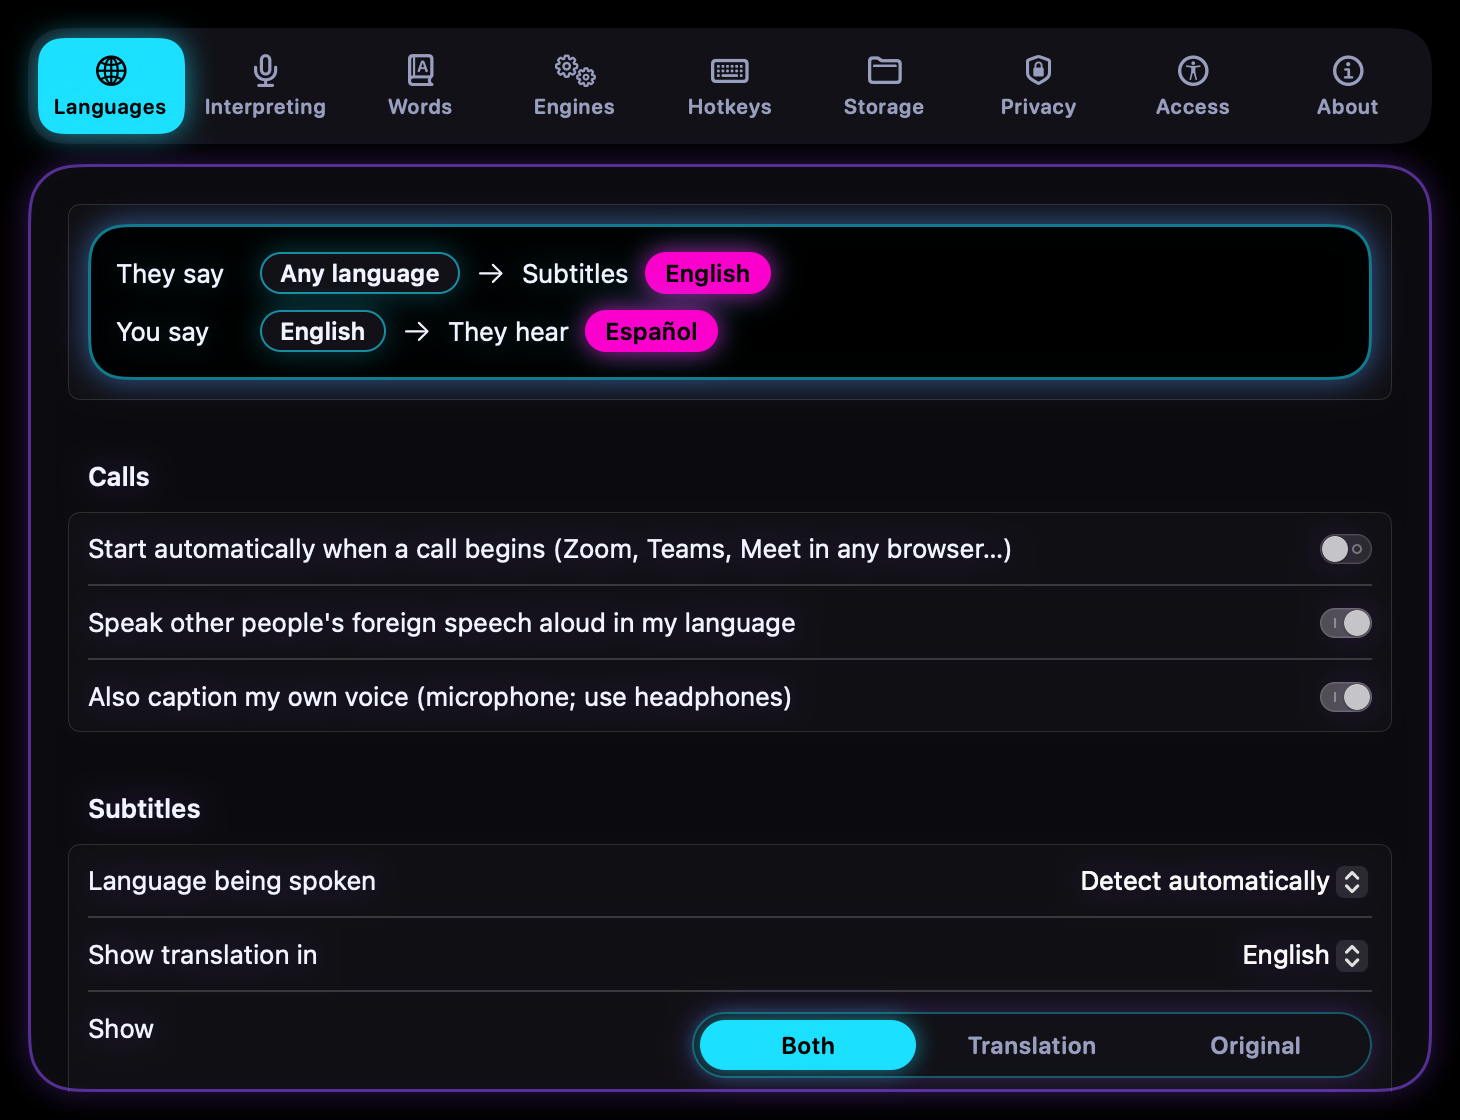 Languages Interpreting Words Engines Hotkeys Storage Privacy Access About
They say Any language → Subtitles English
You say English → They hear Español
Calls
Start automatically when a call begins (Zoom, Teams, Meet in any browser...)
Speak other people's foreign speech aloud in my language
Also caption my own voice (microphone; use headphones)
Subtitles
Language being spoken Detect automatically
Show translation in English
Show Both Translation Original